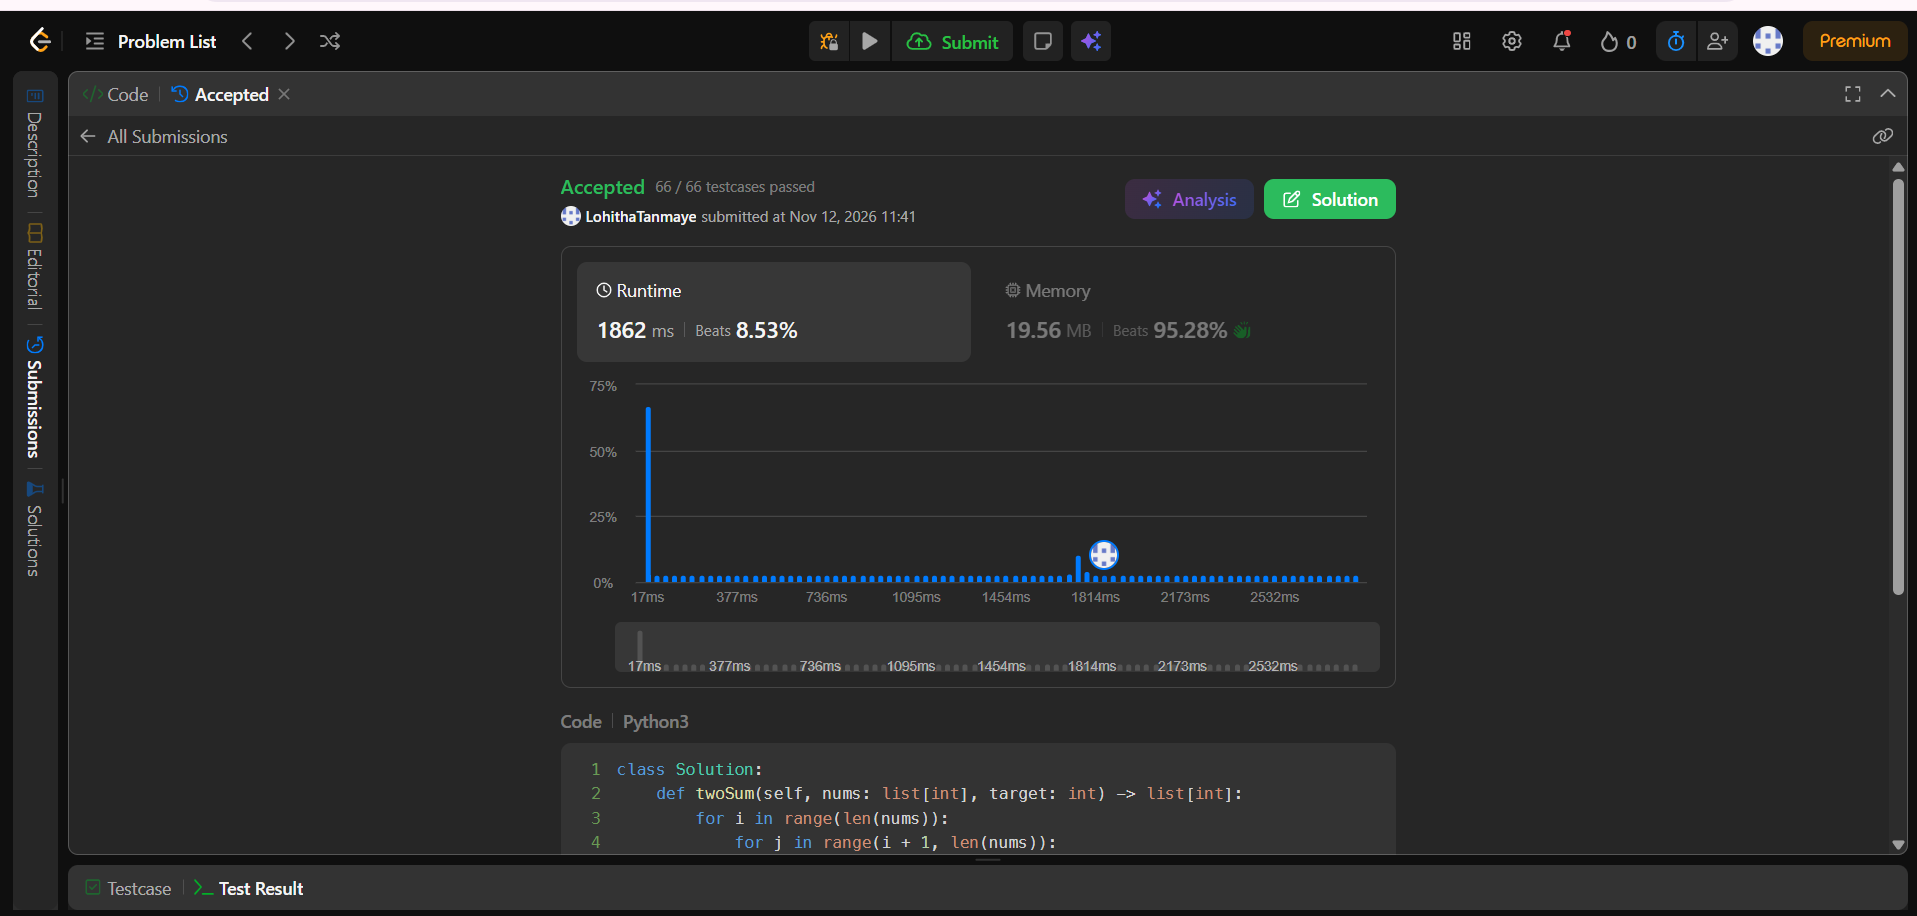 Problem List
Submit
0
Premium
Description
Editorial
Submissions
Solutions
</> Code
Accepted
All Submissions
Accepted 66 / 66 testcases passed
LohithaTanmaye submitted at Nov 12, 2026 11:41
Analysis
Solution
Runtime
1862 ms Beats 8.53%
Memory
19.56 MB Beats 95.28%
75%
50%
25%
0%
17ms 377ms 736ms 1095ms 1454ms 1814ms 2173ms 2532ms
17ms 377ms 736ms 1095ms 1454ms 1814ms 2173ms 2532ms
Code Python3
1 class Solution:
2 def twoSum(self, nums: list[int], target: int) -> list[int]:
3 for i in range(len(nums)):
4 for j in range(i + 1, len(nums)):
Testcase
Test Result